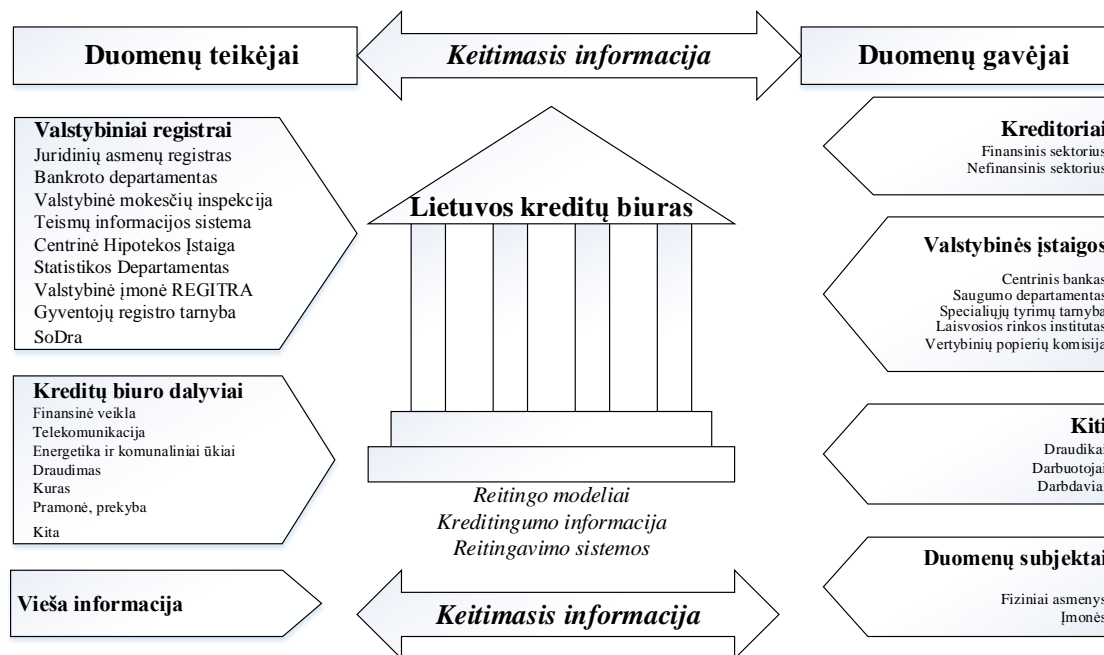 Duomenų teikėjai
Keitimasis informacija
Duomenų gavėjai
Valstybiniai registrai
Juridinių asmenų registras
Bankroto departamentas
Valstybinė mokesčių inspekcija
Teismų informacijos sistema
Centrinė Hipotekos Įstaiga
Statistikos Departamentas
Valstybinė įmonė REGITRA
Gyventojų registro tarnyba
SoDra
Kreditų biuro dalyviai
Finansinė veikla
Telekomunikacija
Energetika ir komunaliniai ūkiai
Draudimas
Kuras
Pramonė, prekyba
Kita
Vieša informacija
Lietuvos kreditų biuras
Reitingo modeliai
Kreditingumo informacija
Reitingavimo sistemos
Keitimasis informacija
Kreditoriai
Finansinis sektorius
Nefinansinis sektorius
Valstybinės įstaigos
Centrinis bankas
Saugumo departamentas
Specialiųjų tyrimų tarnyba
Laisvosios rinkos institutas
Vertybinių popierių komisija
Kiti
Draudikai
Darbuotojai
Darbdaviai
Duomenų subjektai
Fiziniai asmenys
Įmonės